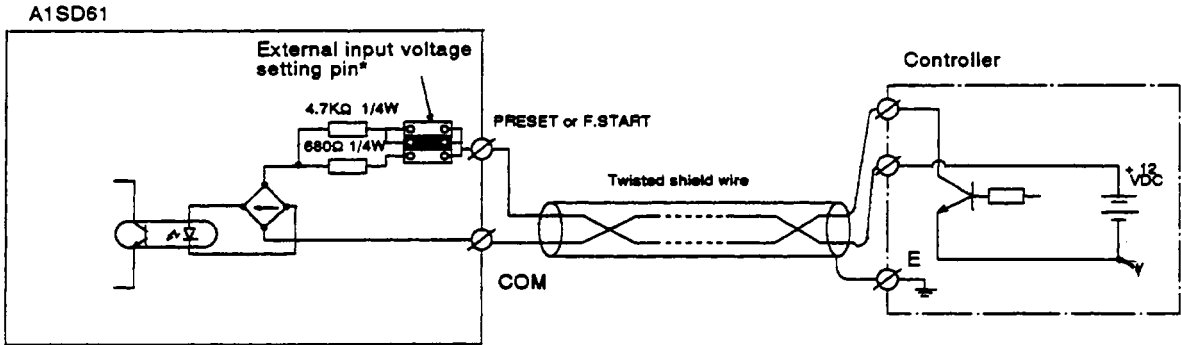 A1SD61
External input voltage
setting pin*
Controller
4.7KΩ 1/4W
PRESET or F.START
680Ω 1/4W
Twisted shield wire
+ 12
VDC
E
COM